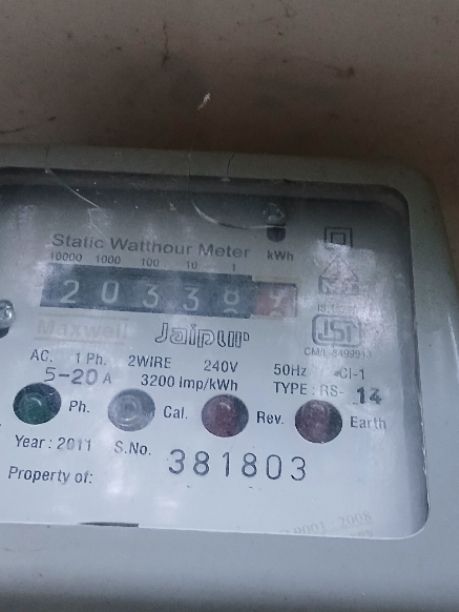 Static Watthour Meter
kWh
10000 1000 100 10 1
2 0 3 3 8
Maxwell
Jaipur
CM/L-8499913
AC. 1 Ph. 2WIRE 240V 50Hz CI-1
5-20 A 3200 imp/kWh TYPE : RS- 14
Ph. Cal. Rev. Earth
Year : 2011 S.No. 381803
Property of:
9001 : 2008